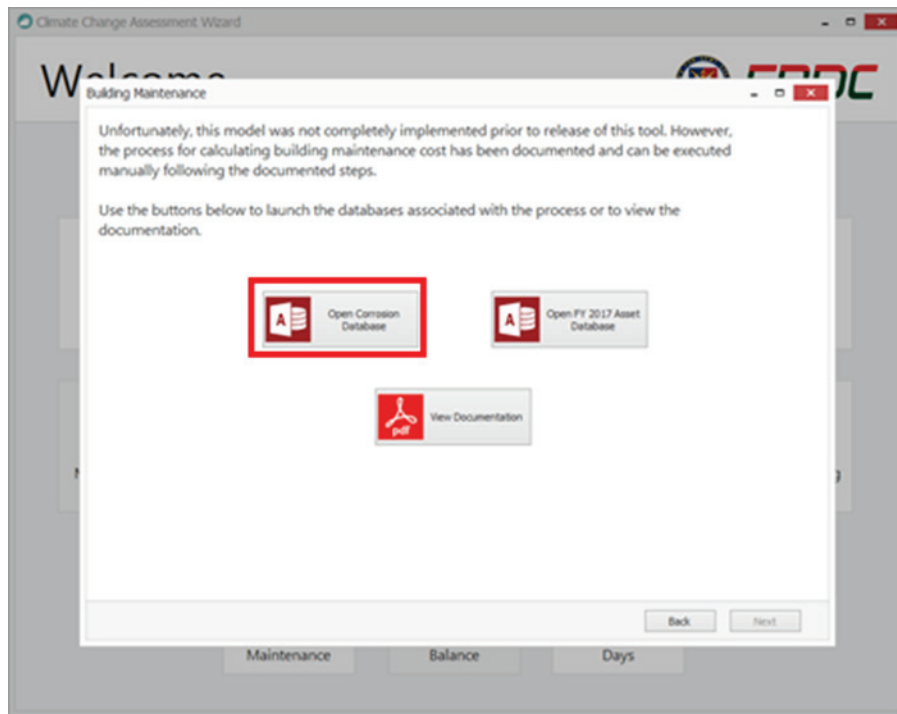 Climate Change Assessment Wizard
Welcome
Building Maintenance
Unfortunately, this model was not completely implemented prior to release of this tool. However,
the process for calculating building maintenance cost has been documented and can be executed
manually following the documented steps.
Use the buttons below to launch the databases associated with the process or to view the
documentation.
A
Open Corrosion
Database
A
Open FY 2017 Asset
Database
pdf
View Documentation
Back
Next
Maintenance
Balance
Days